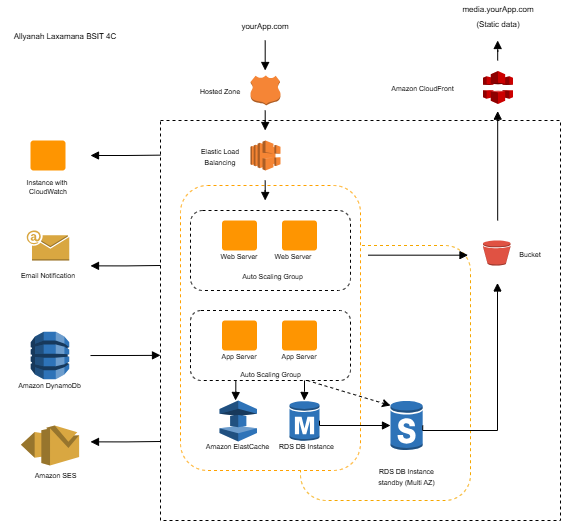 media.yourApp.com
(Static data)
yourApp.com
Allyanah Laxamana BSIT 4C
Hosted Zone
Amazon CloudFront
Elastic Load
Balancing
Instance with
CloudWatch
Web Server
Web Server
Auto Scaling Group
Bucket
@
Email Notification
App Server
App Server
Auto Scaling Group
Amazon DynamoDb
M
S
Amazon ElastCache
RDS DB Instance
RDS DB Instance
standby (Multi AZ)
Amazon SES